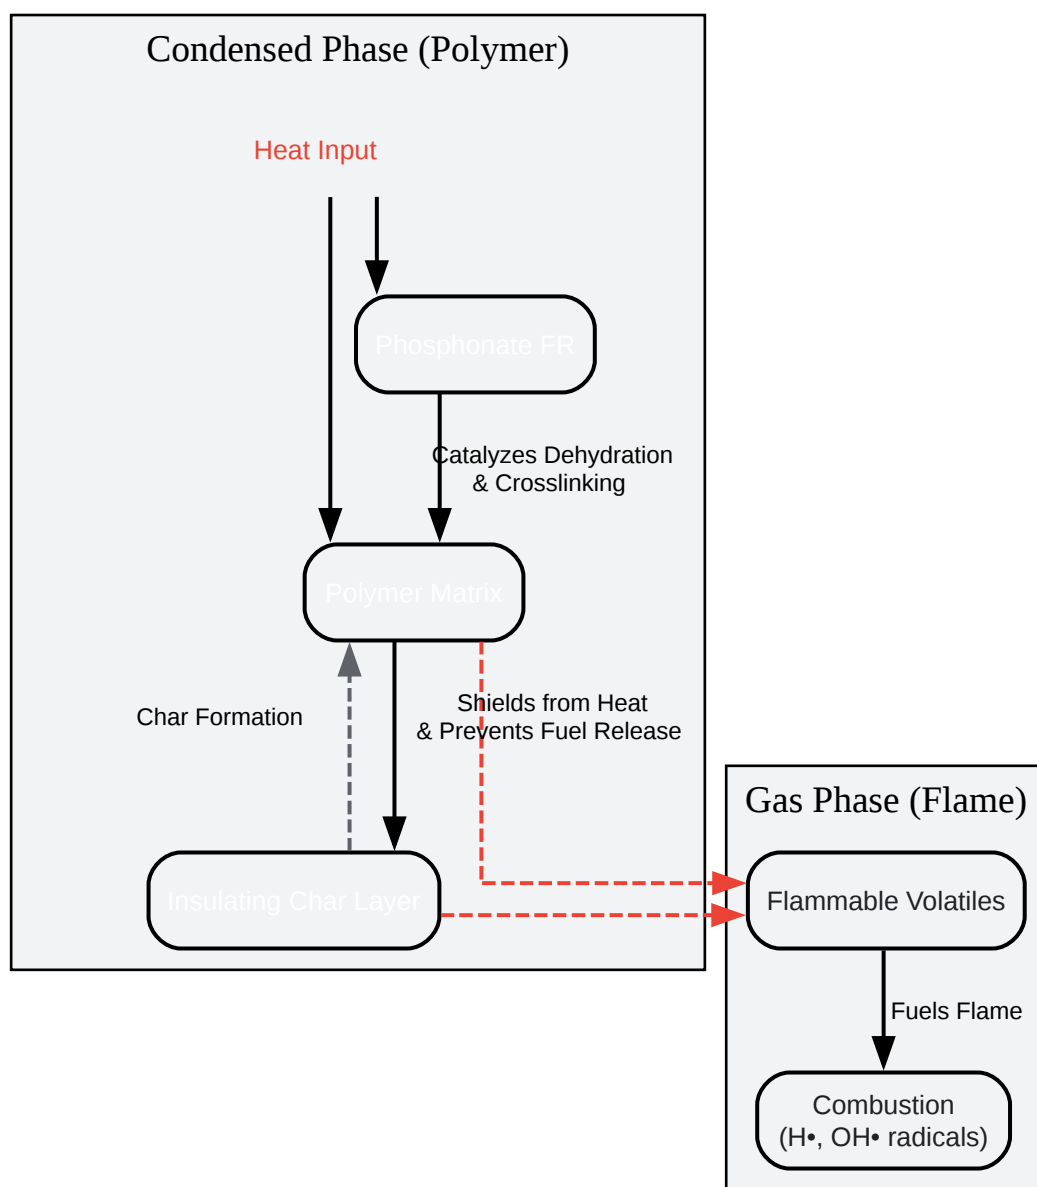 Condensed Phase (Polymer)
Heat Input
Phosphonate FR
Catalyzes Dehydration
& Crosslinking
Polymer Matrix
Char Formation
Shields from Heat
& Prevents Fuel Release
Insulating Char Layer
Gas Phase (Flame)
Flammable Volatiles
Fuels Flame
Combustion
(H•, OH• radicals)